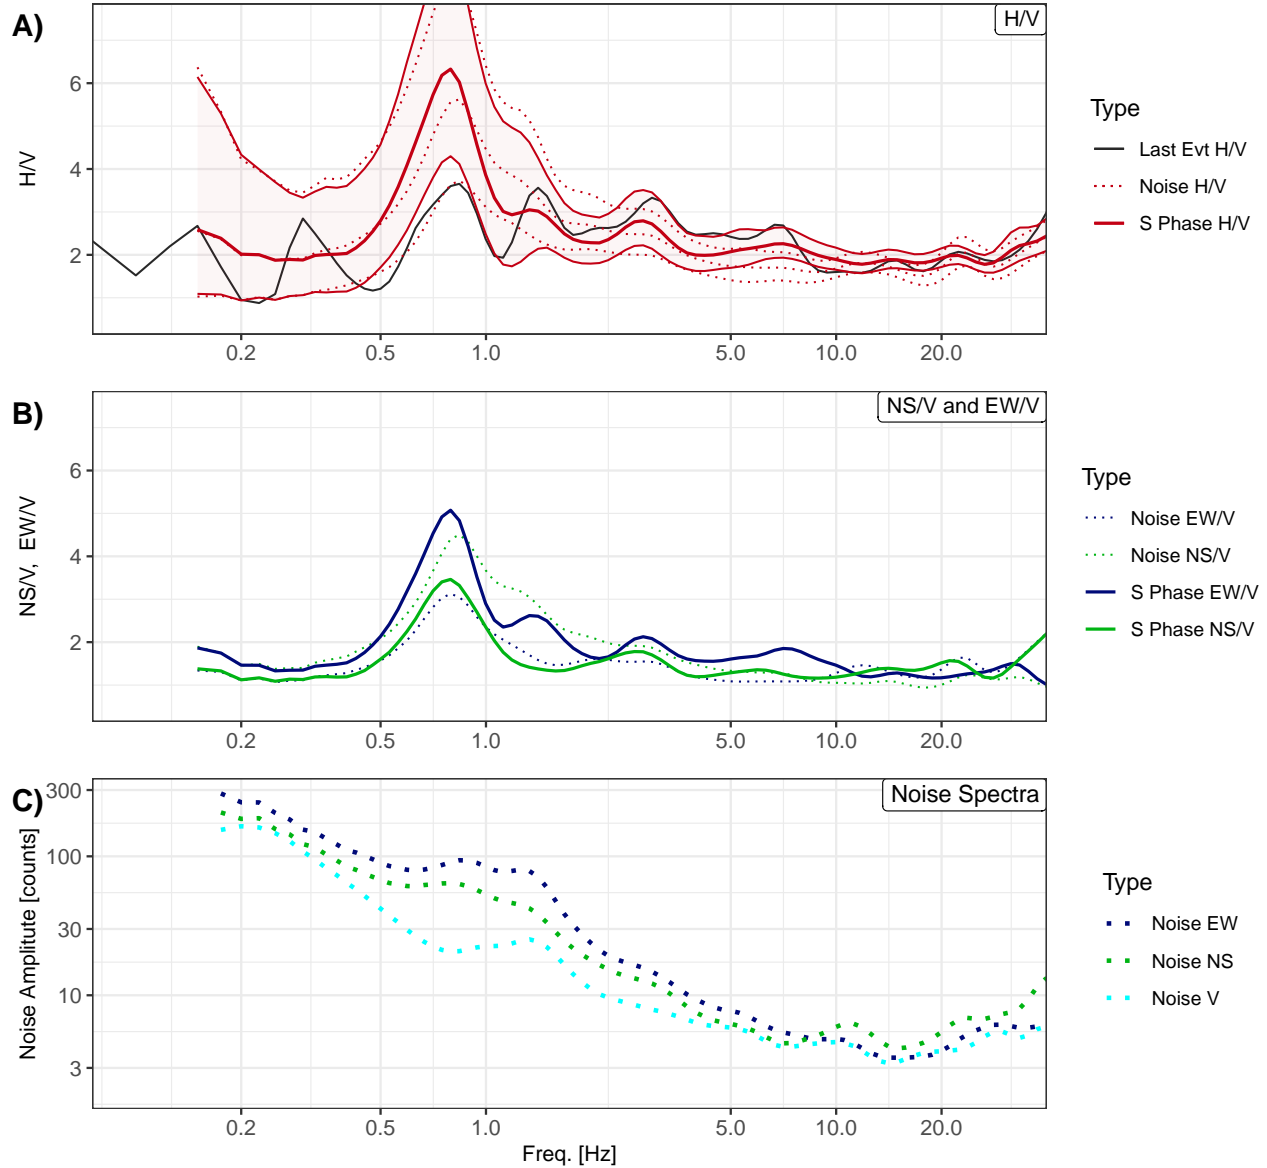 A)
H/V
6
4
2
H/V
0.2 0.5 1.0 5.0 10.0 20.0
Type
Last Evt H/V
Noise H/V
S Phase H/V
B)
NS/V and EW/V
6
4
2
NS/V,  EW/V
0.2 0.5 1.0 5.0 10.0 20.0
Type
Noise EW/V
Noise NS/V
S Phase EW/V
S Phase NS/V
C)
Noise Spectra
300
100
30
10
3
Noise Amplitute [counts]
0.2 0.5 1.0 5.0 10.0 20.0
Freq. [Hz]
Type
Noise EW
Noise NS
Noise V